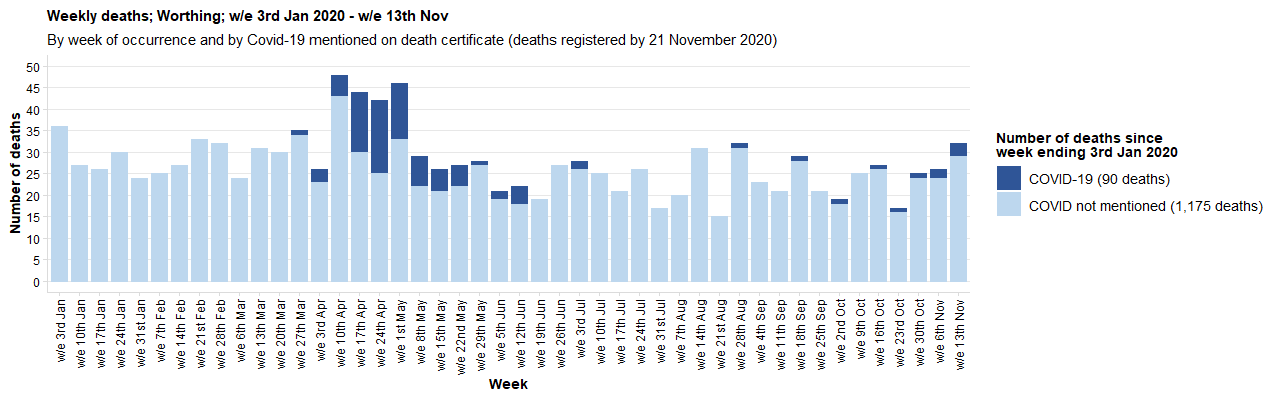 Weekly deaths; Worthing; w/e 3rd Jan 2020 - w/e 13th Nov
By week of occurrence and by Covid-19 mentioned on death certificate (deaths registered by 21 November 2020)
Number of deaths
50
45
40
35
30
25
20
15
10
5
0
w/e 3rd Jan
w/e 10th Jan
w/e 17th Jan
w/e 24th Jan
w/e 31st Jan
w/e 7th Feb
w/e 14th Feb
w/e 21st Feb
w/e 28th Feb
w/e 6th Mar
w/e 13th Mar
w/e 20th Mar
w/e 27th Mar
w/e 3rd Apr
w/e 10th Apr
w/e 17th Apr
w/e 24th Apr
w/e 1st May
w/e 8th May
w/e 15th May
w/e 22nd May
w/e 29th May
w/e 5th Jun
w/e 12th Jun
w/e 19th Jun
w/e 26th Jun
w/e 3rd Jul
w/e 10th Jul
w/e 17th Jul
w/e 24th Jul
w/e 31st Jul
w/e 7th Aug
w/e 14th Aug
w/e 21st Aug
w/e 28th Aug
w/e 4th Sep
w/e 11th Sep
w/e 18th Sep
w/e 25th Sep
w/e 2nd Oct
w/e 9th Oct
w/e 16th Oct
w/e 23rd Oct
w/e 30th Oct
w/e 6th Nov
w/e 13th Nov
Week
Number of deaths since
week ending 3rd Jan 2020
COVID-19 (90 deaths)
COVID not mentioned (1,175 deaths)